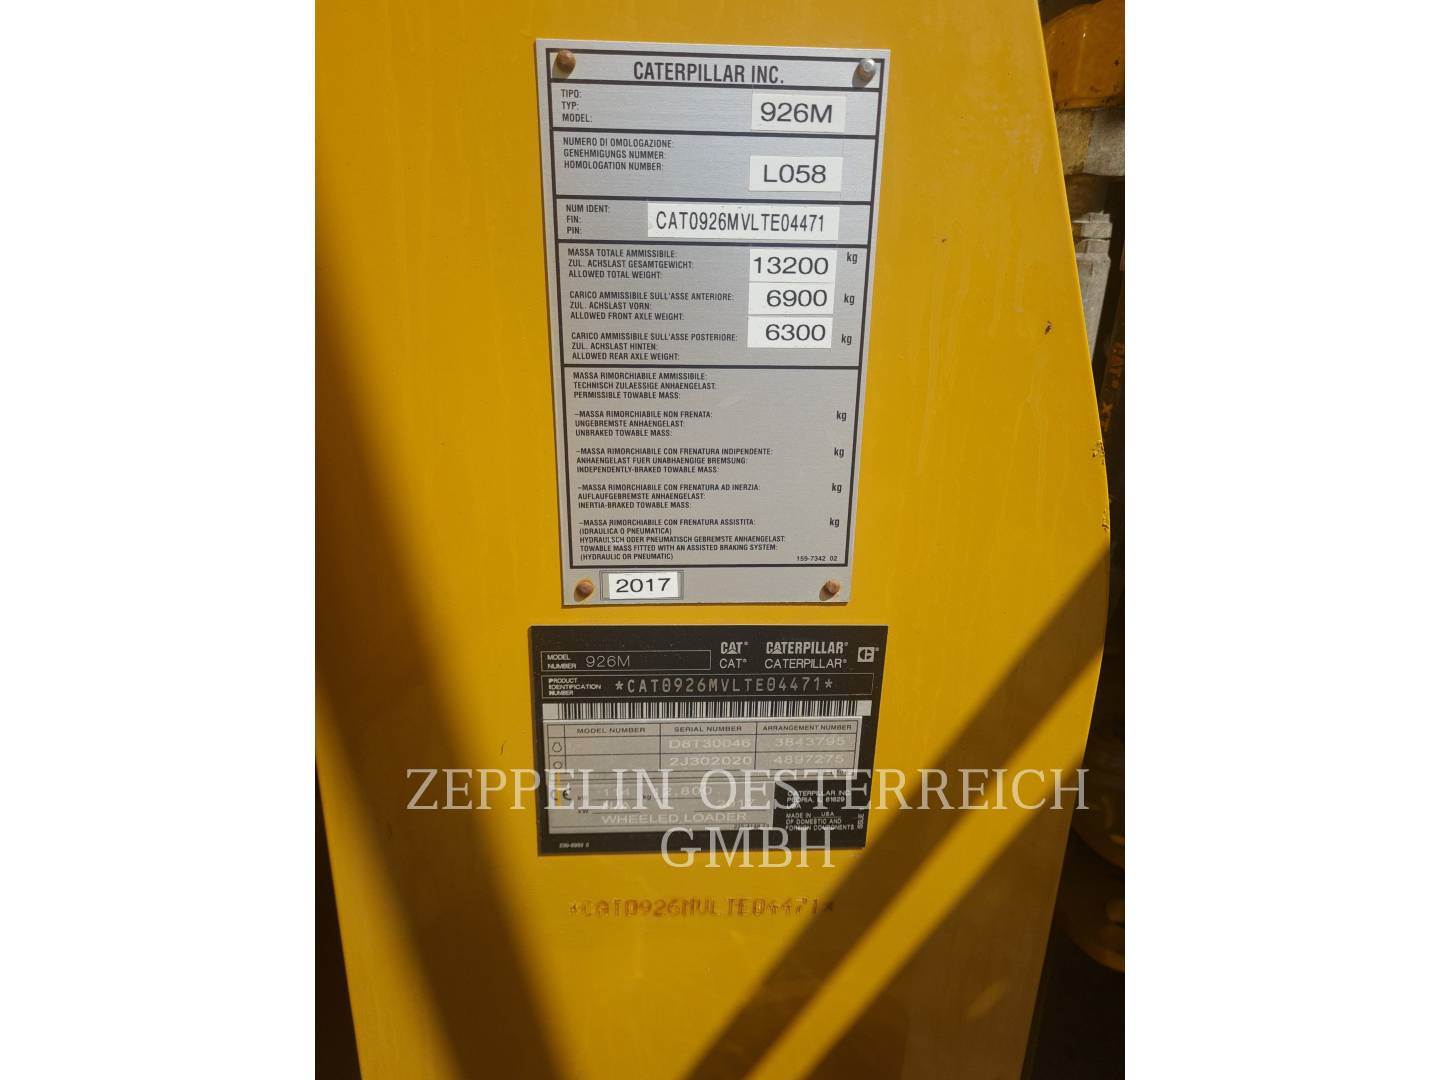 CATERPILLAR INC.
TIPO:
TYP:
MODEL:
926M
NUMERO DI OMOLOGAZIONE:
GENEHMIGUNGS NUMMER:
HOMOLOGATION NUMBER:
L058
NUM IDENT:
FIN:
PIN:
CAT0926MVLTE04471
MASSA TOTALE AMMISSIBILE:
ZUL. ACHSLAST GESAMTGEWICHT:
ALLOWED TOTAL WEIGHT:
13200 kg
CARICO AMMISSIBILE SULL'ASSE ANTERIORE:
ZUL. ACHSLAST VORN:
ALLOWED FRONT AXLE WEIGHT:
6900 kg
CARICO AMMISSIBILE SULL'ASSE POSTERIORE:
ZUL. ACHSLAST HINTEN:
ALLOWED REAR AXLE WEIGHT:
6300 kg
MASSA RIMORCHIABILE AMMISSIBILE:
TECHNISCH ZULAESSIGE ANHAENGELAST:
PERMISSIBLE TOWABLE MASS:
–MASSA RIMORCHIABILE NON FRENATA: kg
UNGEBREMSTE ANHAENGELAST:
UNBRAKED TOWABLE MASS:
–MASSA RIMORCHIABILE CON FRENATURA INDIPENDENTE: kg
ANHAENGELAST FUER UNABHAENGIGE BREMSUNG:
INDEPENDENTLY-BRAKED TOWABLE MASS:
–MASSA RIMORCHIABILE CON FRENATURA AD INERZIA: kg
AUFLAUFGEBREMSTE ANHAENGELAST:
INERTIA-BRAKED TOWABLE MASS:
–MASSA RIMORCHIABILE CON FRENATURA ASSISTITA: kg
(IDRAULICA O PNEUMATICA)
HYDRAULSCH ODER PNEUMATISCH GEBREMSTE ANHAENGELAST:
TOWABLE MASS FITTED WITH AN ASSISTED BRAKING SYSTEM:
(HYDRAULIC OR PNEUMATIC) 159-7342 02
2017
CAT® CATERPILLAR®
CAT® CATERPILLAR®
MODEL NUMBER 926M
PRODUCT IDENTIFICATION NUMBER *CAT0926MVLTE04471*
MODEL NUMBER SERIAL NUMBER ARRANGEMENT NUMBER
D8T30046 3843795
2J302020 4897275
CE
WHEELED LOADER
CATERPILLAR INC.
PEORIA, IL 61629
USA
MADE IN USA
OF DOMESTIC AND
FOREIGN COMPONENTS
ISSUE
ZEPPELIN OESTERREICH
GMBH
*CAT0926MVLTE04471*